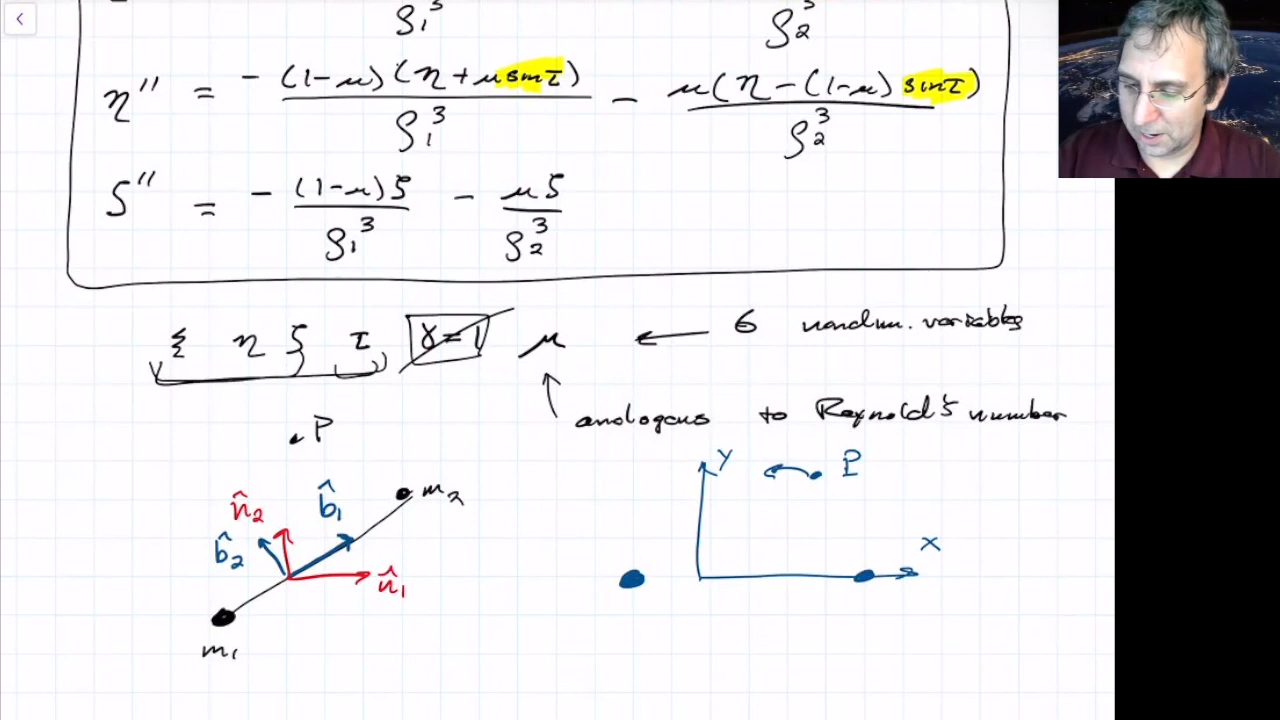 ρ₁³ ρ₂³
η'' = -(1-μ)(η+μ sin τ)/ρ₁³ - μ(η-(1-μ) sin τ)/ρ₂³
ζ'' = -(1-μ)ζ/ρ₁³ - μζ/ρ₂³
ξ η ζ τ γ=1 μ ← 6 nondim. variables
analogous to Reynold's number
P
m₂
b̂₁
n̂₂
b̂₂
n̂₁
m₁
y
P
x